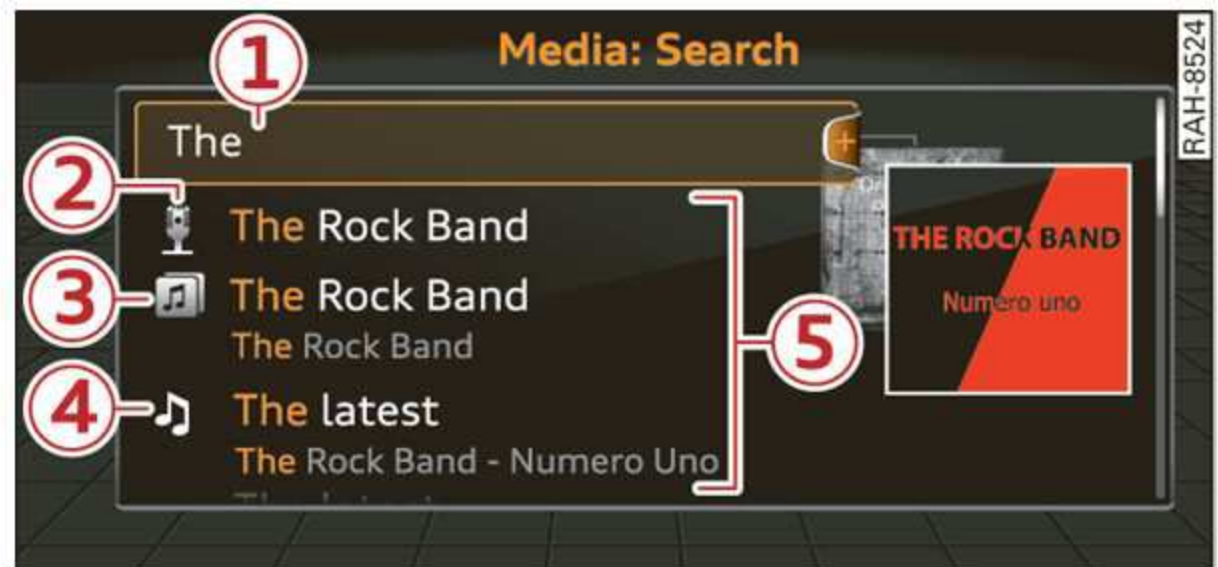 Media: Search
RAH-8524
1
The
+
2
The Rock Band
3
The Rock Band
The Rock Band
4
The latest
The Rock Band - Numero Uno
5
THE ROCK BAND
Numero uno